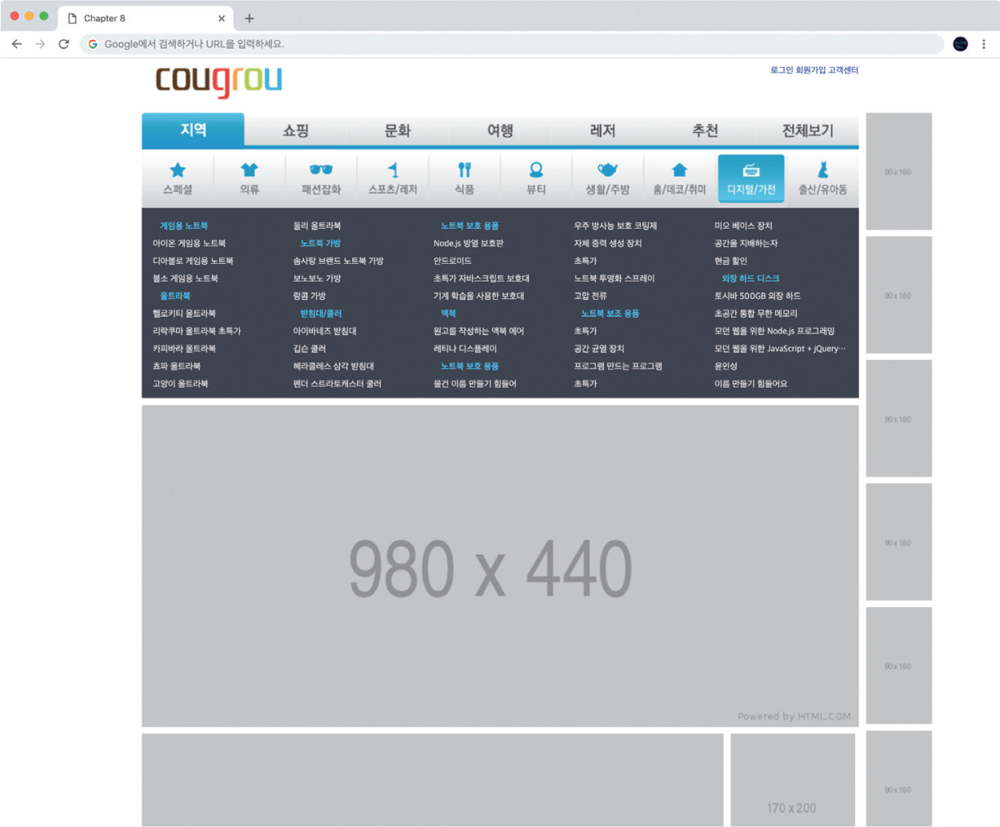 Chapter 8
Google에서 검색하거나 URL을 입력하세요.
cougrou
로그인 회원가입 고객센터
지역 쇼핑 문화 여행 레저 추천 전체보기
스페셜 의류 패션잡화 스포츠/레저 식품 뷰티 생활/주방 홈/데코/취미 디지털/가전 출산/유아동
게임용 노트북 둘리 울트라북 노트북 보호 용품 우주 방사능 보호 코팅제 미오 베이스 장치
아이온 게임용 노트북 노트북 가방 Node.js 방열 보호판 자체 중력 생성 장치 공간을 지배하는자
디아블로 게임용 노트북 솜사탕 브랜드 노트북 가방 안드로이드 초특가 현금 할인
블소 게임용 노트북 보노보노 가방 초특가 자바스크립트 보호대 노트북 투명화 스프레이 외장 하드 디스크
울트라북 랑콤 가방 기계 학습을 사용한 보호대 고압 전류 토시바 500GB 외장 하드
헬로키티 울트라북 받침대/쿨러 맥북 노트북 보조 용품 초공간 통합 무한 메모리
리락쿠마 울트라북 초특가 아이바네즈 받침대 원고를 작성하는 맥북 에어 초특가 모던 웹을 위한 Node.js 프로그래밍
카피바라 울트라북 깁슨 쿨러 레티나 디스플레이 공간 균열 장치 모던 웹을 위한 JavaScript + jQuery…
쵸파 울트라북 헤라클레스 삼각 받침대 노트북 보호 용품 프로그램 만드는 프로그램 윤인성
고양이 울트라북 펜더 스트라토캐스터 쿨러 물건 이름 만들기 힘들어 초특가 이름 만들기 힘들어요
980 x 440
Powered by HTML.COM
170 x 200
90 x 160
90 x 160
90 x 160
90 x 160
90 x 160
90 x 160